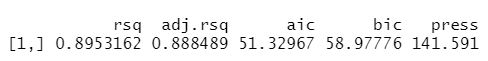 rsq adj.rsq aic bic press
[1,] 0.8953162 0.888489 51.32967 58.97776 141.591